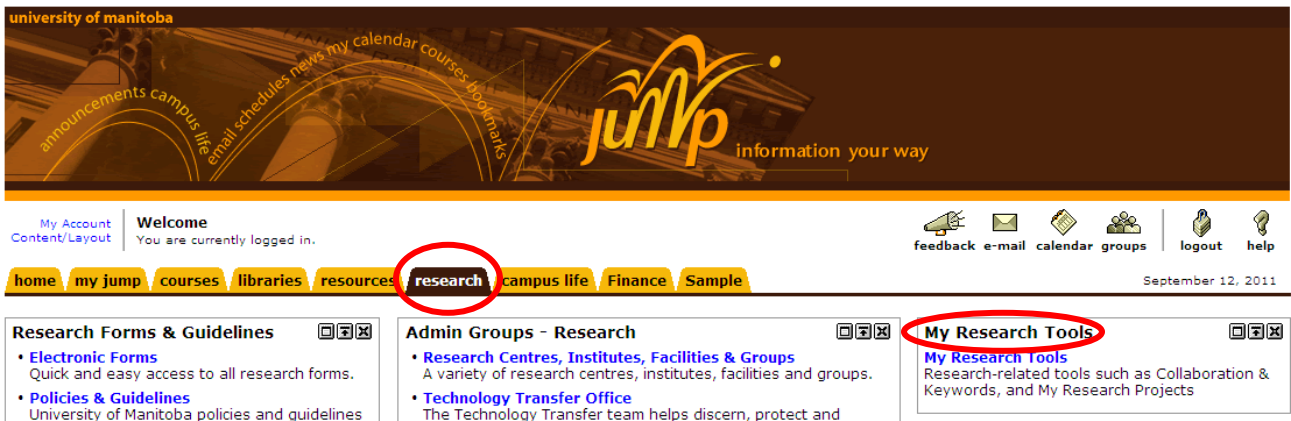 university of manitoba
announcements campus life
email schedules news my calendar courses bookmarks
jump
information your way
My Account
Content/Layout
Welcome
You are currently logged in.
feedback e-mail calendar groups logout help
home my jump courses libraries resources research campus life Finance Sample
September 12, 2011
Research Forms & Guidelines
• Electronic Forms
Quick and easy access to all research forms.
• Policies & Guidelines
University of Manitoba policies and guidelines
Admin Groups - Research
• Research Centres, Institutes, Facilities & Groups
A variety of research centres, institutes, facilities and groups.
• Technology Transfer Office
The Technology Transfer team helps discern, protect and
My Research Tools
My Research Tools
Research-related tools such as Collaboration &
Keywords, and My Research Projects